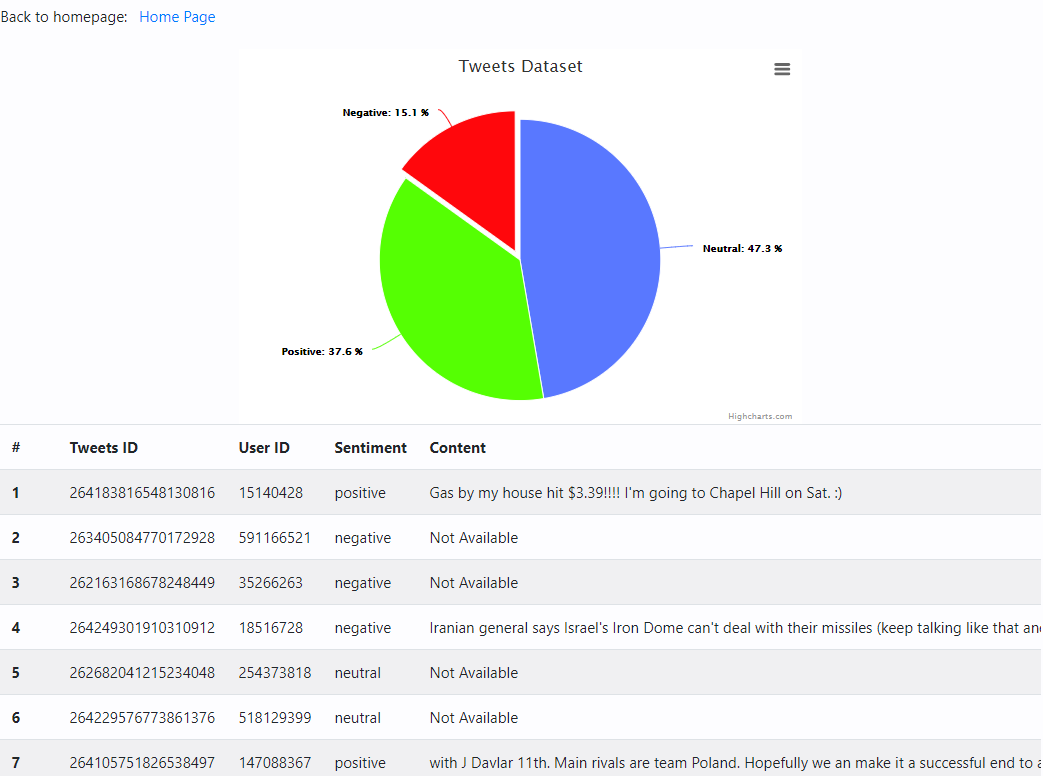 Back to homepage: Home Page
Tweets Dataset
Negative: 15.1 %
Neutral: 47.3 %
Positive: 37.6 %
Highcharts.com
# Tweets ID User ID Sentiment Content
1 264183816548130816 15140428 positive Gas by my house hit $3.39!!!! I'm going to Chapel Hill on Sat. :)
2 263405084770172928 591166521 negative Not Available
3 262163168678248449 35266263 negative Not Available
4 264249301910310912 18516728 negative Iranian general says Israel's Iron Dome can't deal with their missiles (keep talking like that an
5 262682041215234048 254373818 neutral Not Available
6 264229576773861376 518129399 neutral Not Available
7 264105751826538497 147088367 positive with J Davlar 11th. Main rivals are team Poland. Hopefully we an make it a successful end to a